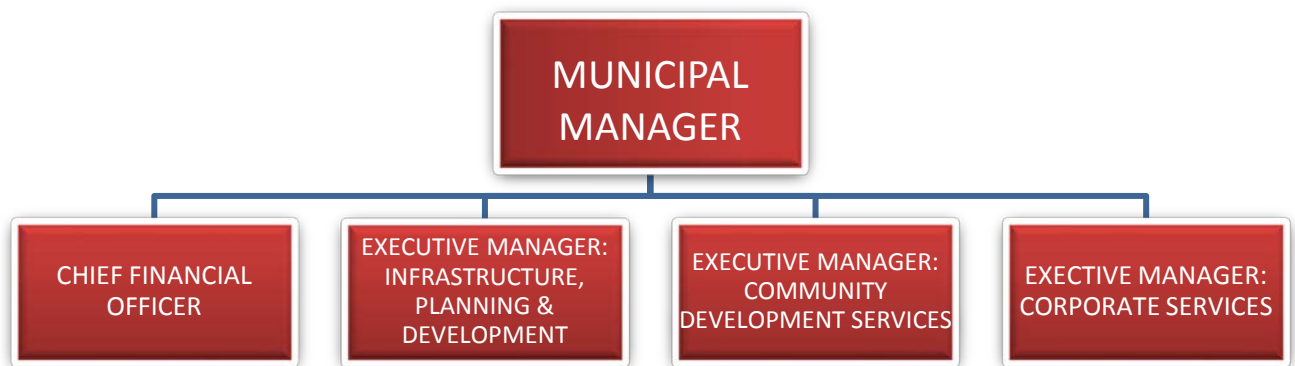 MUNICIPAL
MANAGER
CHIEF FINANCIAL
OFFICER
EXECUTIVE MANAGER:
INFRASTRUCTURE,
PLANNING &
DEVELOPMENT
EXECUTIVE MANAGER:
COMMUNITY
DEVELOPMENT SERVICES
EXECTIVE MANAGER:
CORPORATE SERVICES